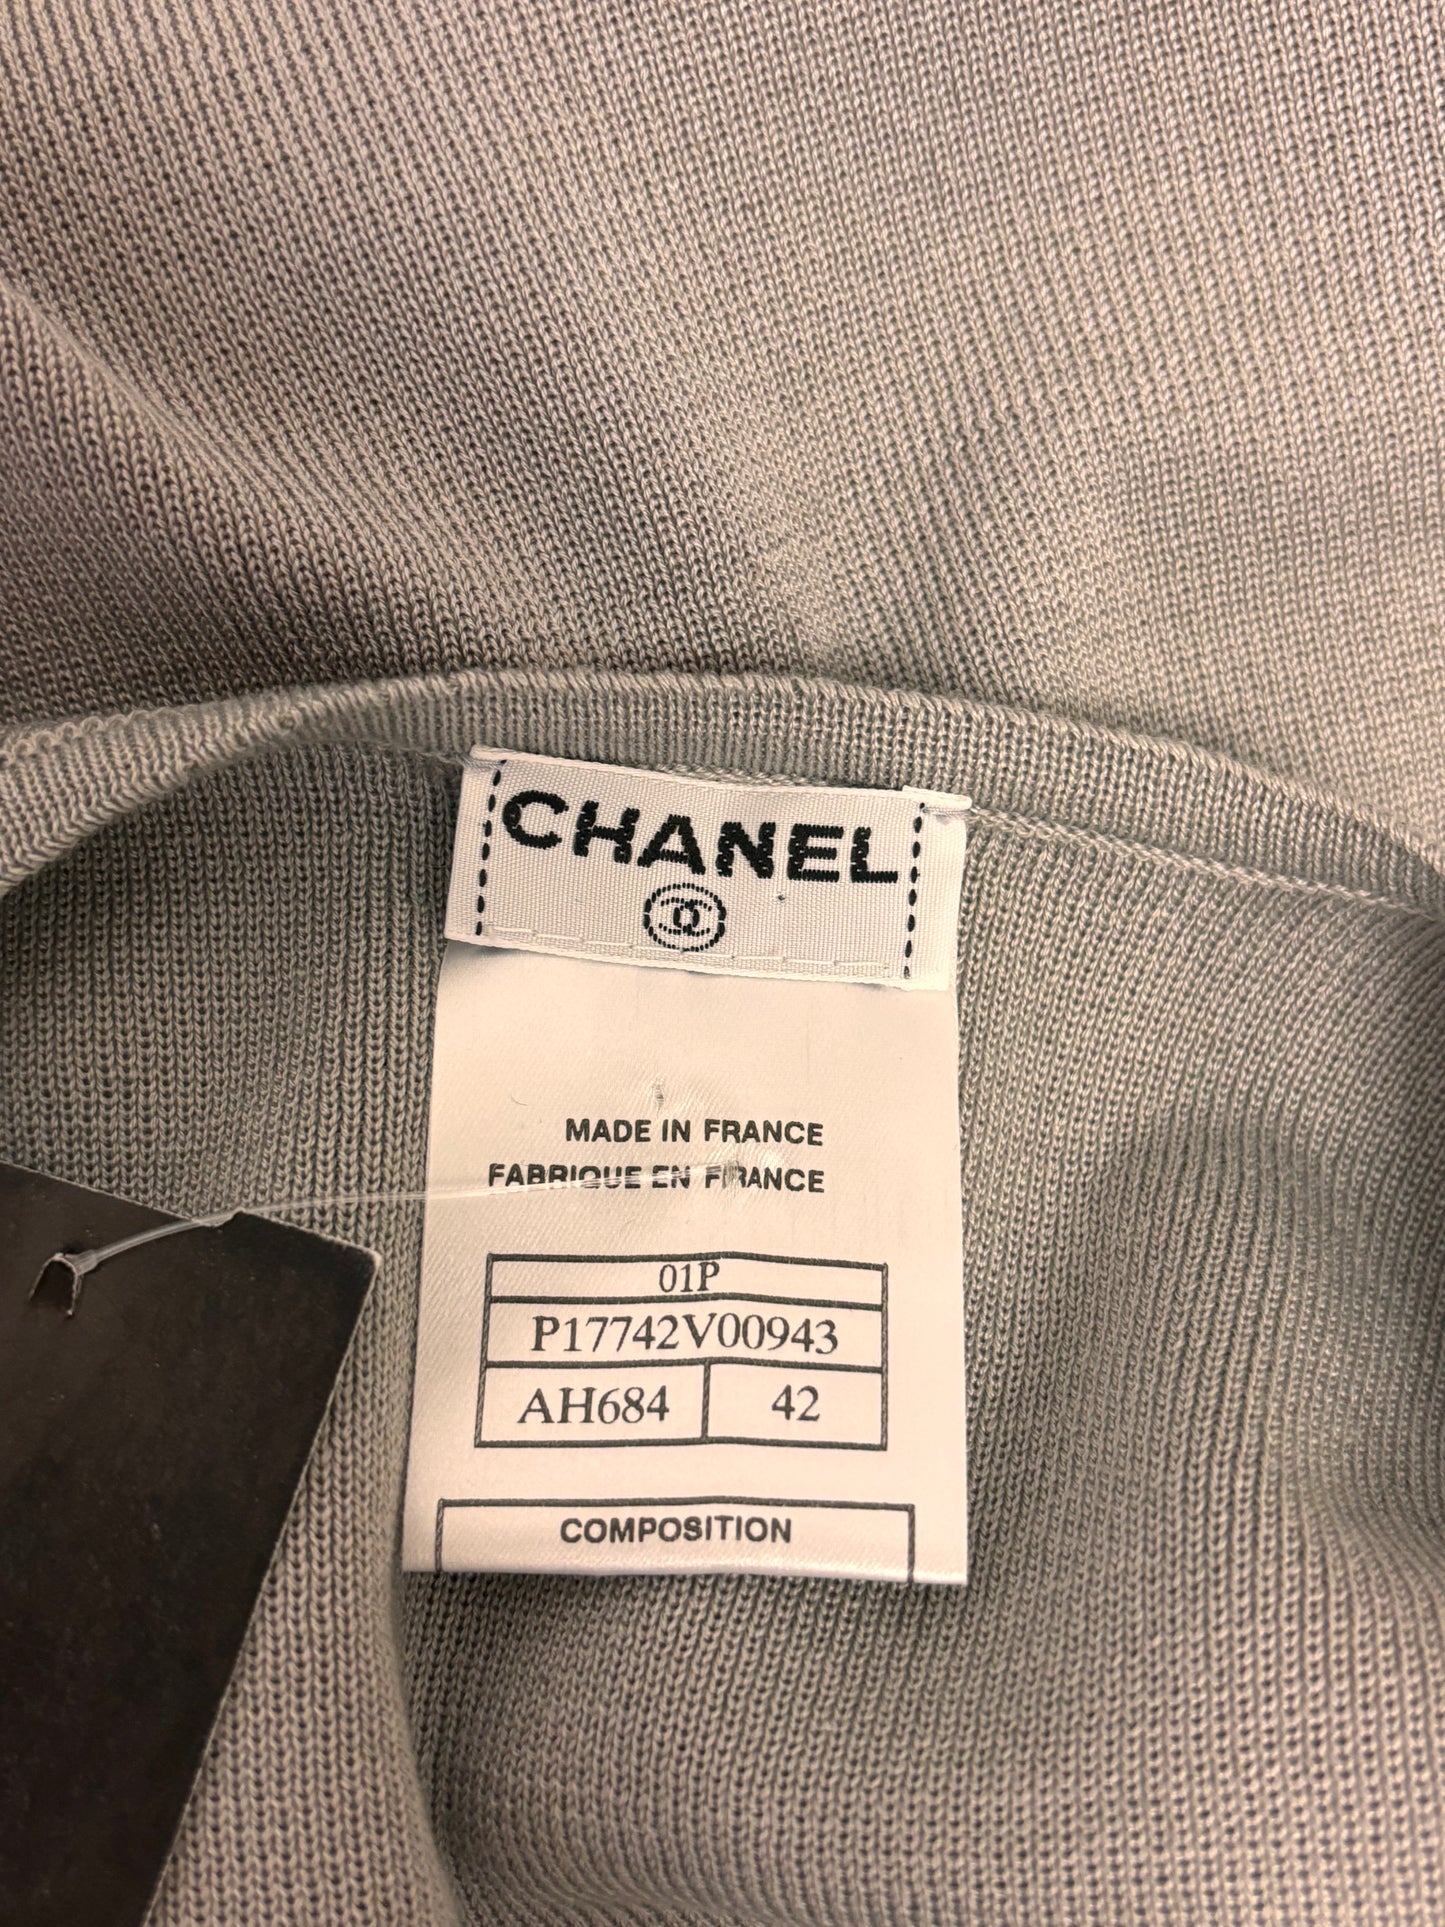 CHANEL
MADE IN FRANCE
FABRIQUE EN FRANCE
01P
P17742V00943
AH684 42
COMPOSITION